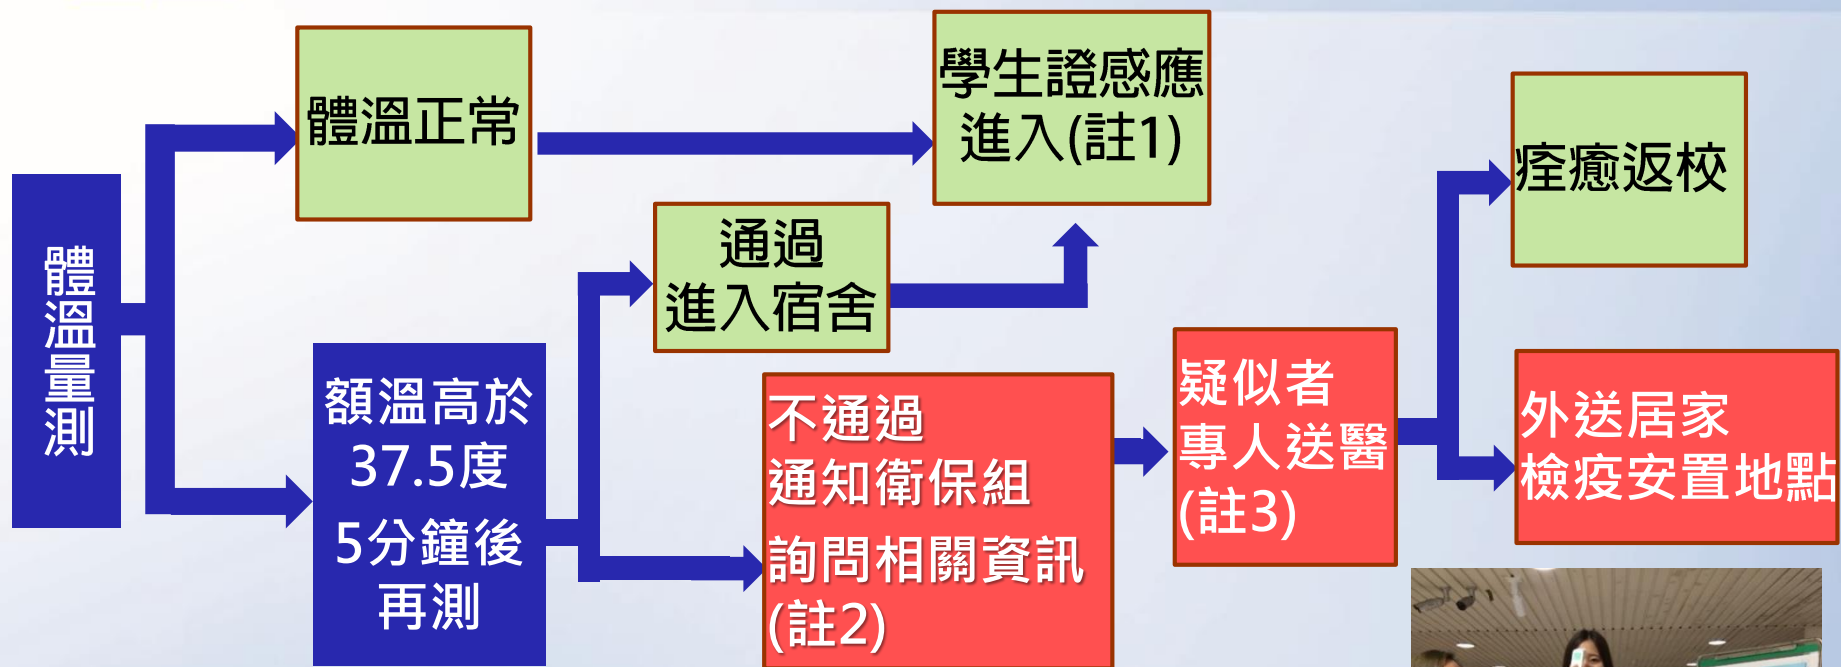 體溫量測
體溫正常
學生證感應
進入(註1)
通過
進入宿舍
額溫高於
37.5度
5分鐘後
再測
不通過
通知衛保組
詢問相關資訊
(註2)
疑似者
專人送醫
(註3)
痊癒返校
外送居家
檢疫安置地點